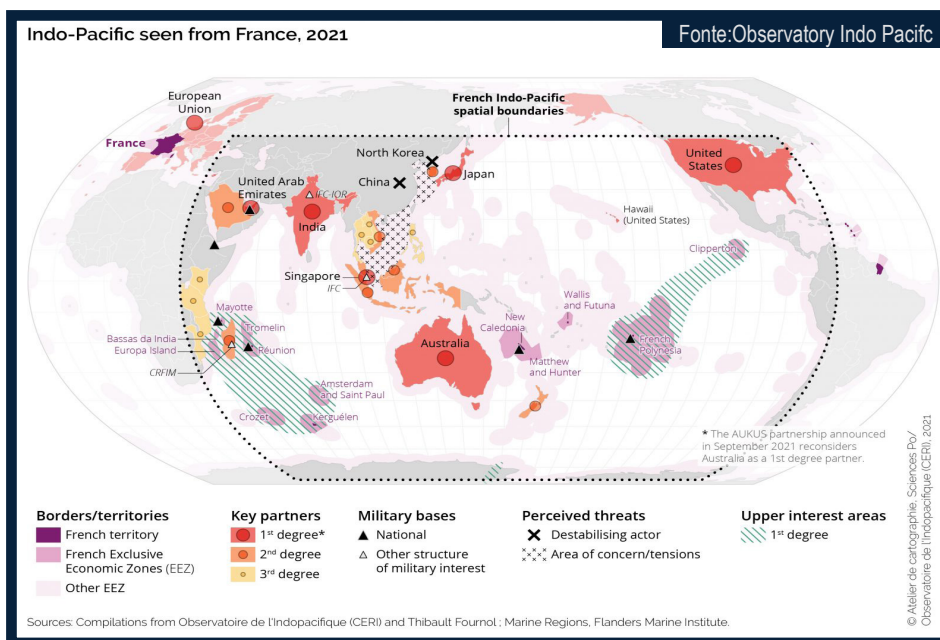 Indo-Pacific seen from France, 2021
Fonte:Observatory Indo Pacifc
European
Union
France
French Indo-Pacific
spatial boundaries
North Korea
China
Japan
United
States
United Arab
Emirates
IFC-IOR
India
Hawaii
(United States)
Clipperton
Singapore
IFC
Mayotte
Tromelin
Bassas da India
Europa Island
Réunion
CRFIM
Wallis
and Futuna
New
Caledonia
French
Polynesia
Australia
Matthew
and Hunter
Amsterdam
and Saint Paul
Crozet
Kerguélen
* The AUKUS partnership announced
in September 2021 reconsiders
Australia as a 1st degree partner.
Borders/territories
French territory
French Exclusive
Economic Zones (EEZ)
Other EEZ
Key partners
1st degree*
2nd degree
3rd degree
Military bases
National
Other structure
of military interest
Perceived threats
Destabilising actor
Area of concern/tensions
Upper interest areas
1st degree
Sources: Compilations from Observatoire de l'Indopacifique (CERI) and Thibault Fournol ; Marine Regions, Flanders Marine Institute.
© Atelier de cartographie, Sciences Po/
Observatoire de l'Indopacifique (CERI), 2021